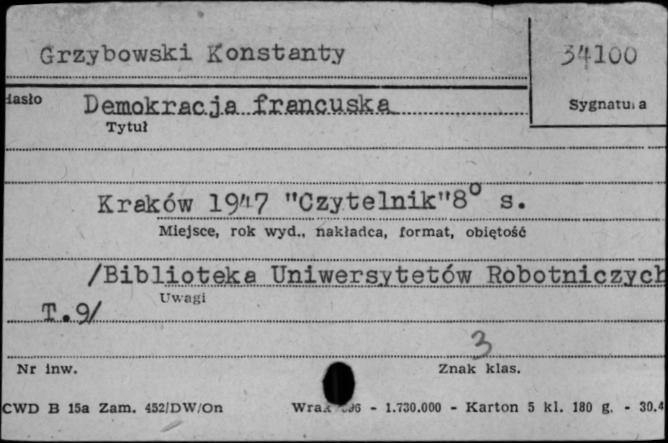 Grzybowski Konstanty
34100
Hasło Demokracja francuska
Sygnatura
Tytuł
Kraków 1947 "Czytelnik" 8° s.
Miejsce, rok wyd., nakładca, format, objętość
/Biblioteka Uniwersytetów Robotniczych
Uwagi
T.9/
3
Nr inw.
Znak klas.
CWD B 15a Zam. 452/DW/On - 1.730.000 - Karton 5 kl. 180 g. - 30.4